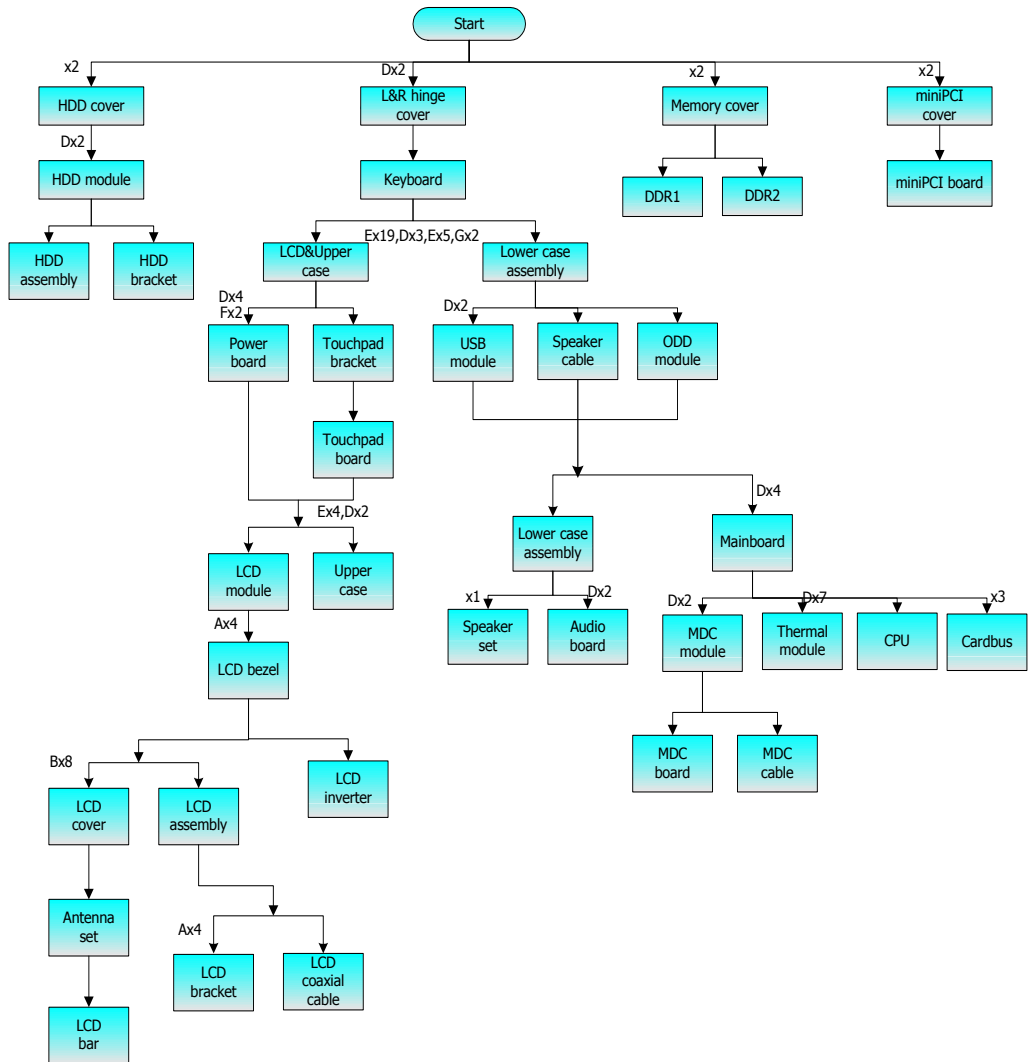 Start
x2
Dx2
x2
x2
HDD cover
L&R hinge
cover
Memory cover
miniPCI
cover
Dx2
HDD module
Keyboard
DDR1
DDR2
miniPCI board
Ex19,Dx3,Ex5,Gx2
HDD
assembly
HDD
bracket
LCD&Upper
case
Lower case
assembly
Dx4
Fx2
Dx2
Power
board
Touchpad
bracket
USB
module
Speaker
cable
ODD
module
Touchpad
board
Dx4
Ex4,Dx2
Lower case
assembly
Mainboard
LCD
module
Upper
case
x1
Dx2
Dx2
Dx7
x3
Speaker
set
Audio
board
MDC
module
Thermal
module
CPU
Cardbus
Ax4
LCD bezel
MDC
board
MDC
cable
Bx8
LCD
cover
LCD
assembly
LCD
inverter
Antenna
set
Ax4
LCD
bracket
LCD
coaxial
cable
LCD
bar